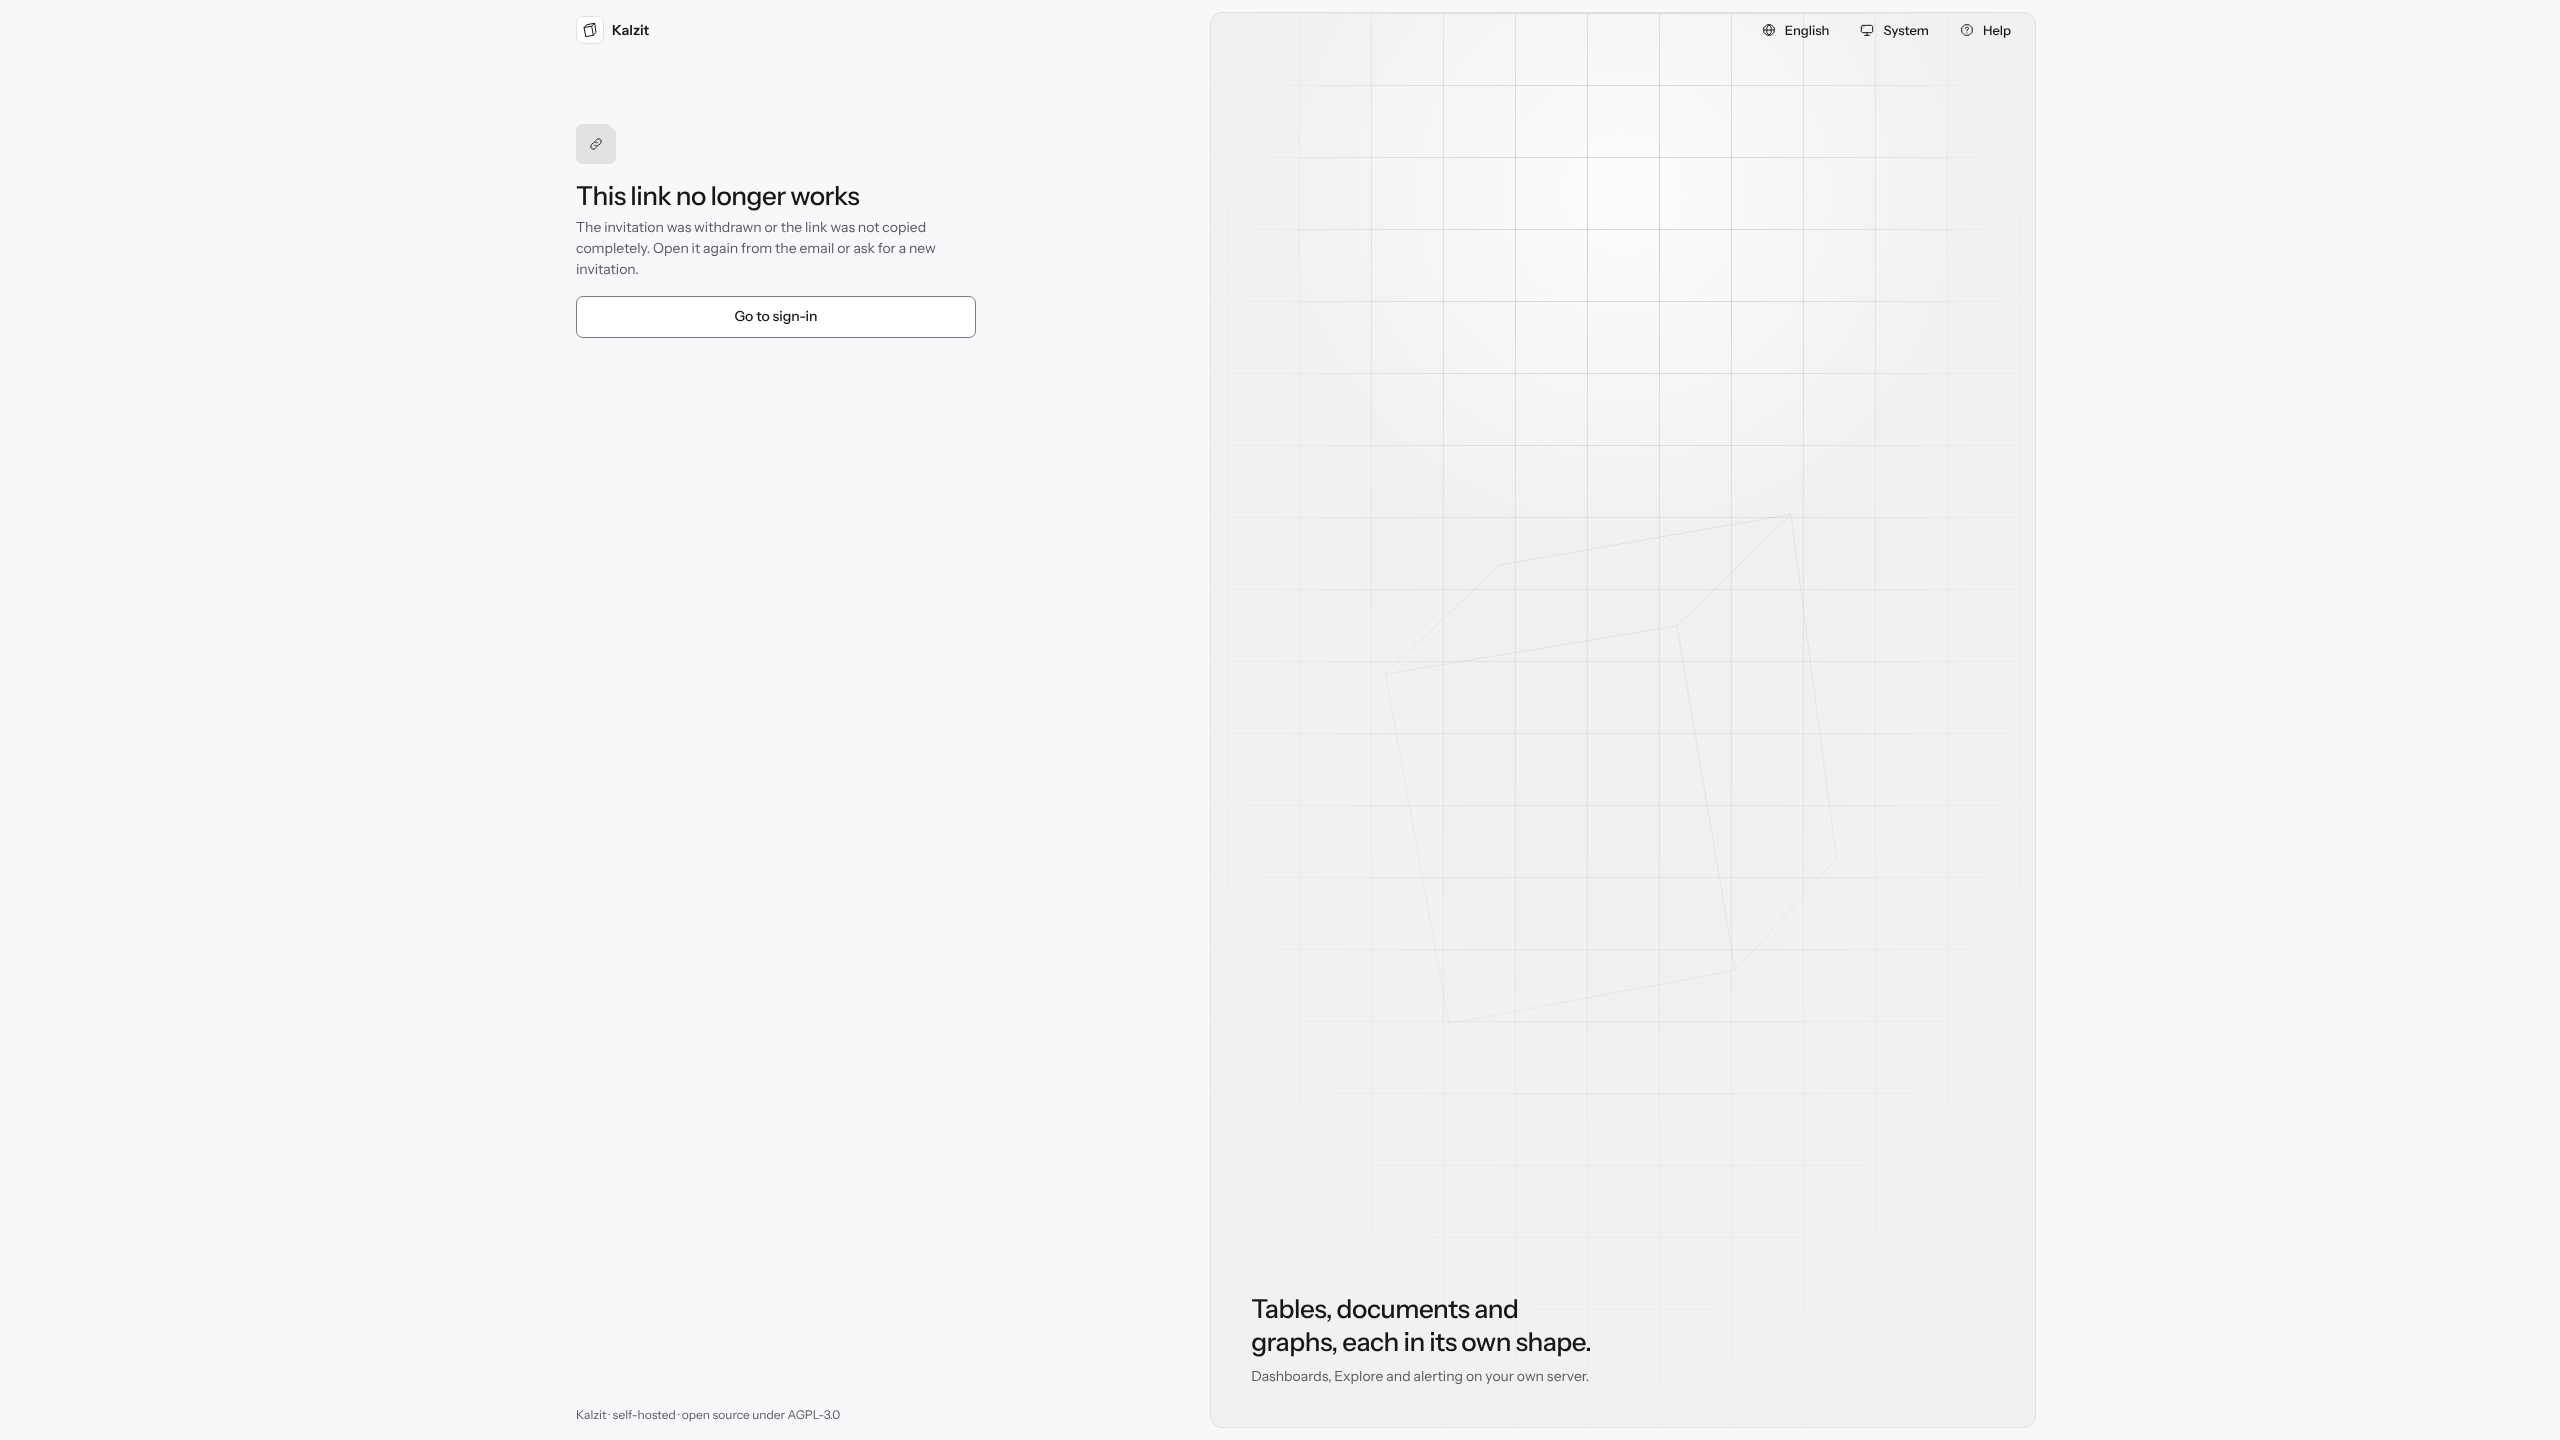 Kalzit
English
System
Help
This link no longer works
The invitation was withdrawn or the link was not copied
completely. Open it again from the email or ask for a new
invitation.
Go to sign-in
Tables, documents and
graphs, each in its own shape.
Dashboards, Explore and alerting on your own server.
Kalzit · self-hosted · open source under AGPL-3.0